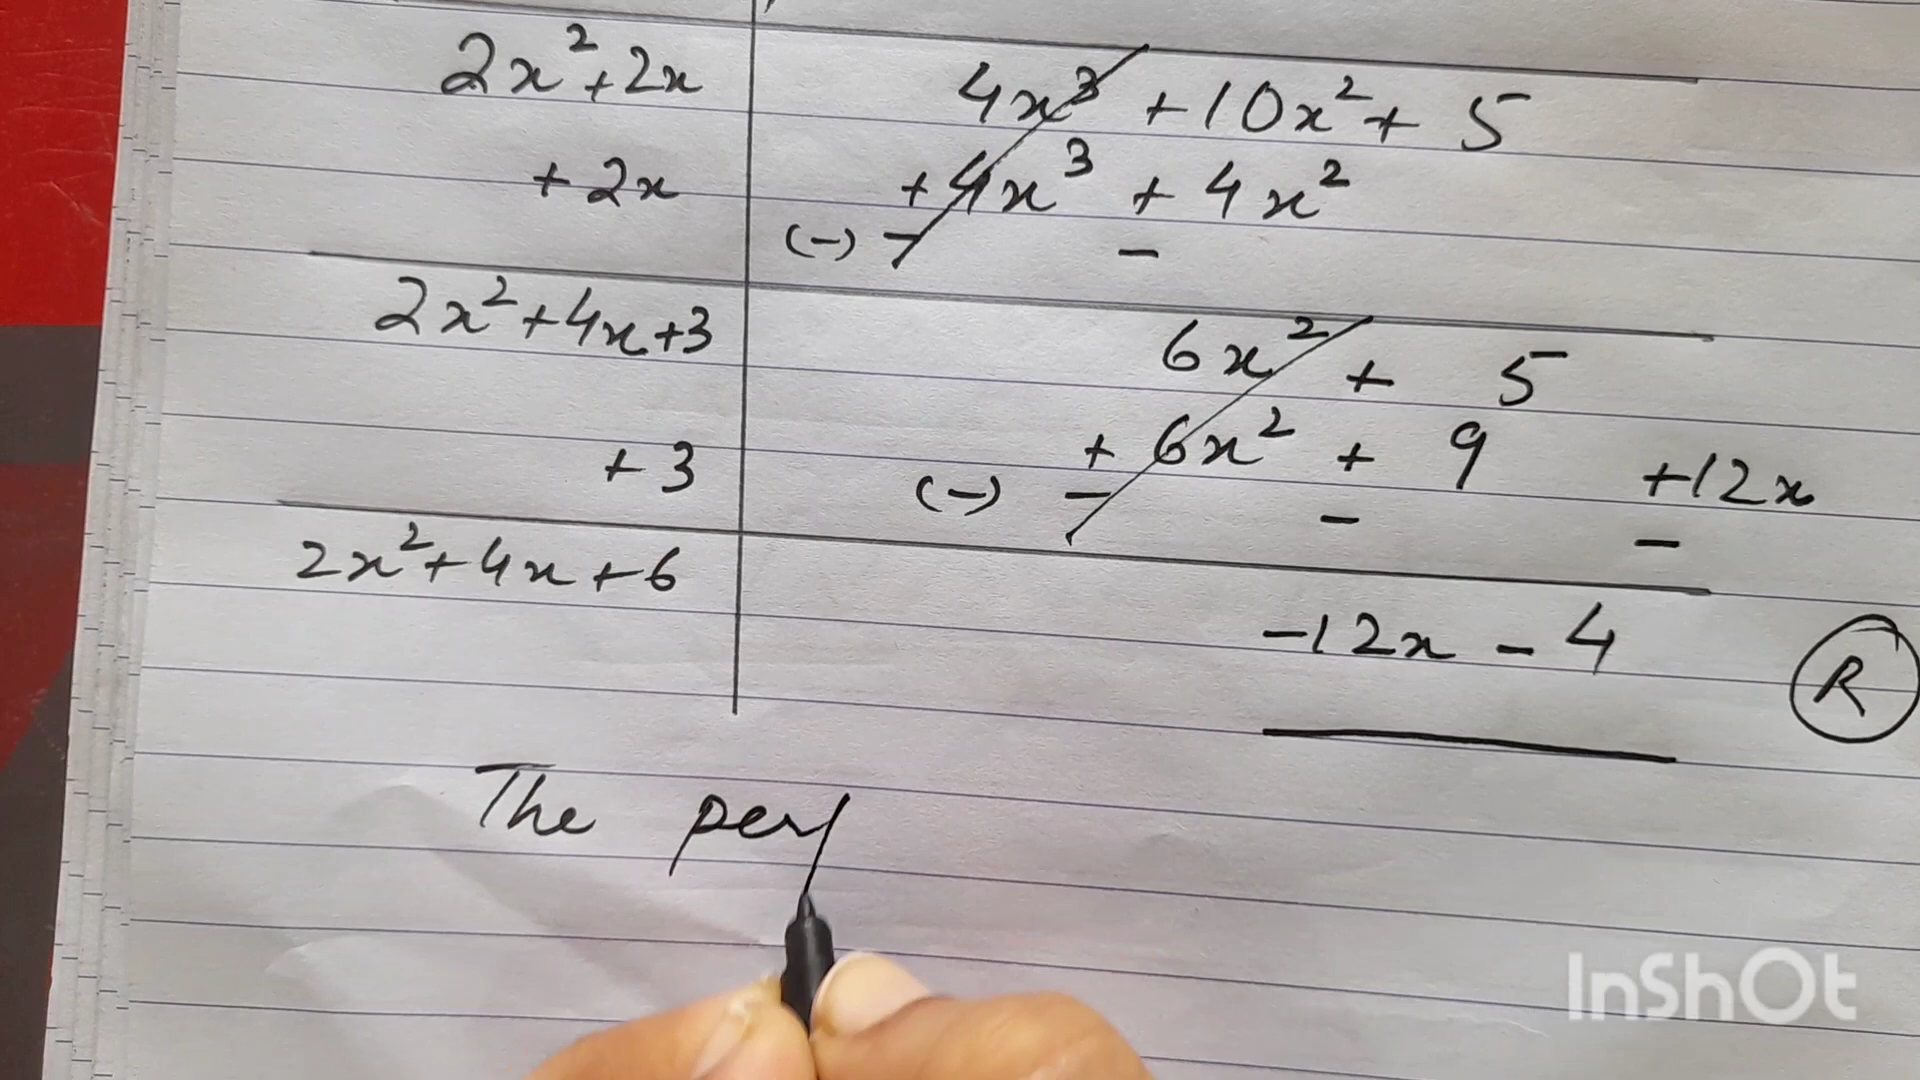 2x²+2x 4x³ +10x²+ 5
+ 2x +4x³ + 4x²
(-) - -
2x²+4x+3 6x² + 5
+ 3 + 6x² + 9 +12x
(-) - - -
2x²+4x+6 -12x - 4 R
The perf
InShOt